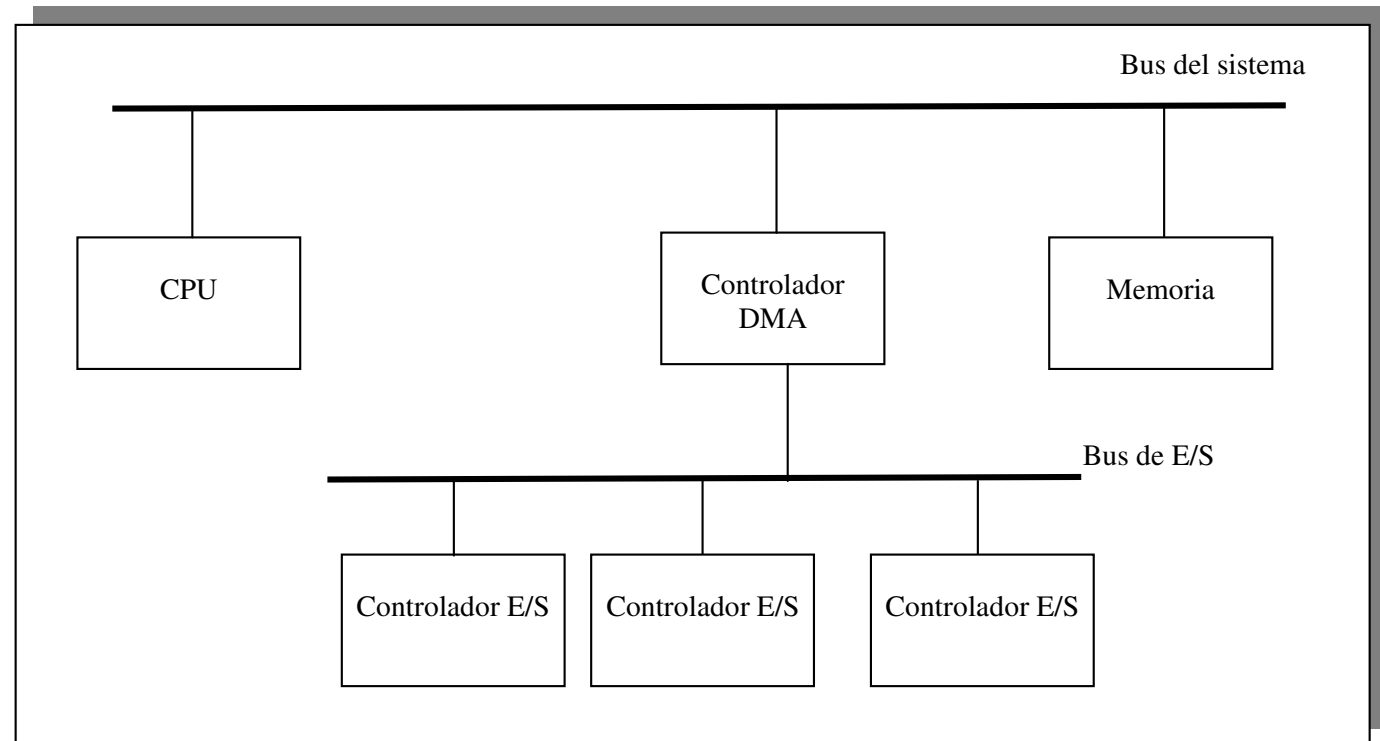 Bus del sistema
CPU
Controlador
DMA
Memoria
Bus de E/S
Controlador E/S
Controlador E/S
Controlador E/S